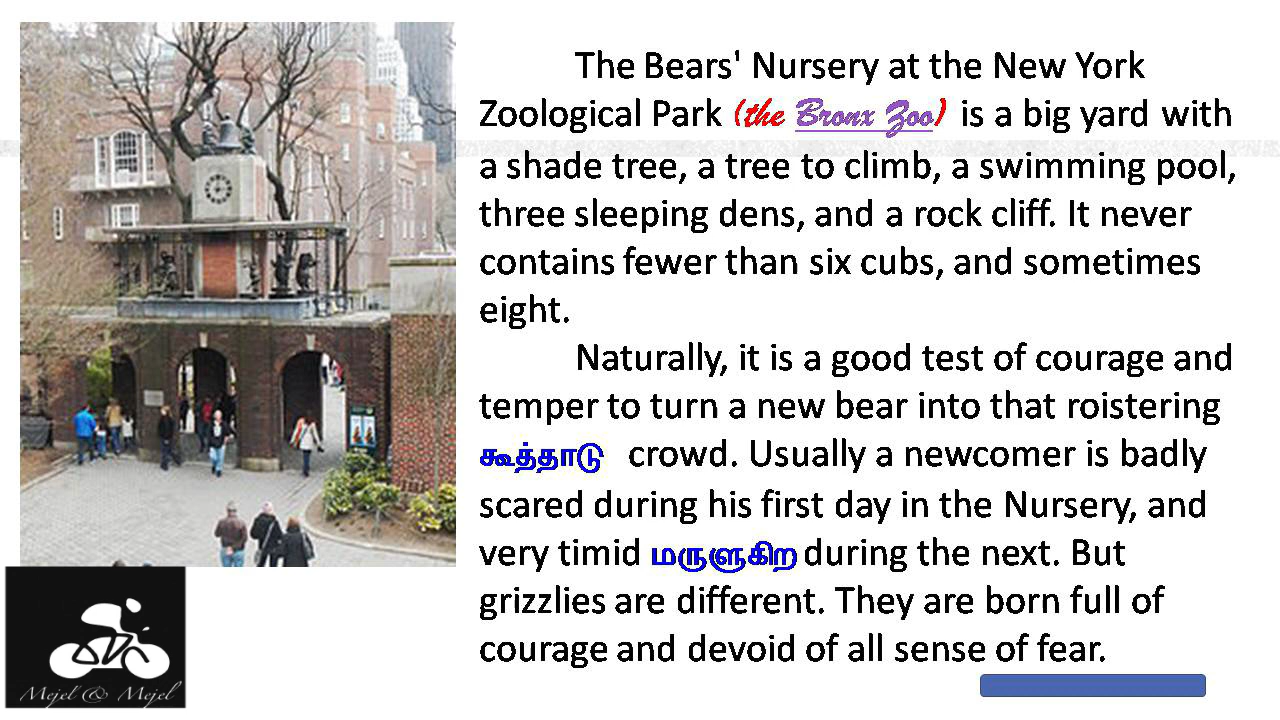 The Bears' Nursery at the New York
Zoological Park (the Bronx Zoo) is a big yard with
a shade tree, a tree to climb, a swimming pool,
three sleeping dens, and a rock cliff. It never
contains fewer than six cubs, and sometimes
eight.
Naturally, it is a good test of courage and
temper to turn a new bear into that roistering
கூத்தாடு crowd. Usually a newcomer is badly
scared during his first day in the Nursery, and
very timid மருளுகிற during the next. But
grizzlies are different. They are born full of
courage and devoid of all sense of fear.
Mejel & Mejel